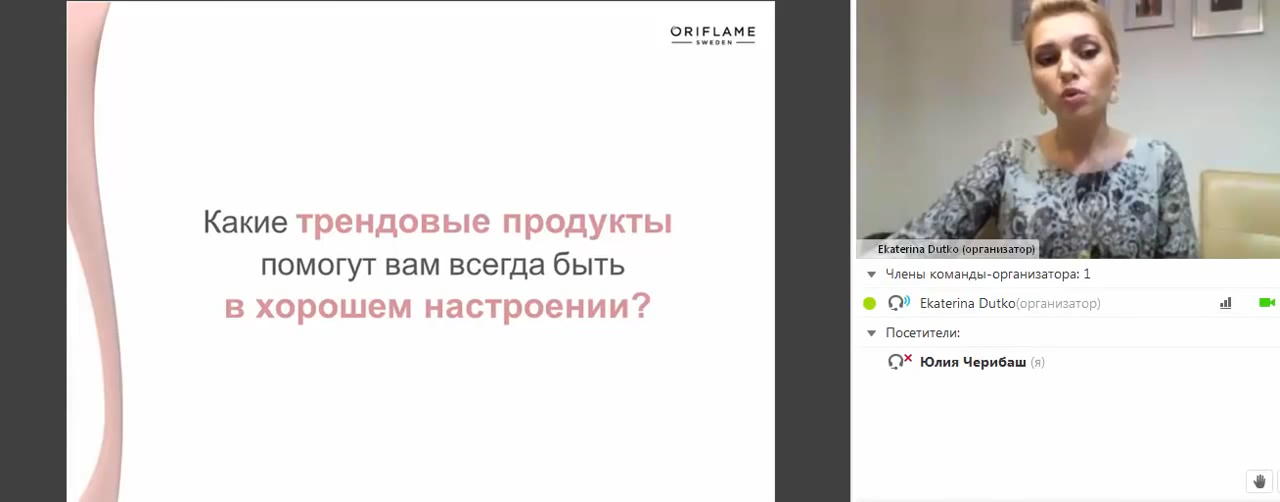 ORIFLAME
SWEDEN
Какие трендовые продукты
помогут вам всегда быть
в хорошем настроении?
Ekaterina Dutko (организатор)
Члены команды-организатора: 1
Ekaterina Dutko(организатор)
Посетители:
Юлия Черибаш (я)